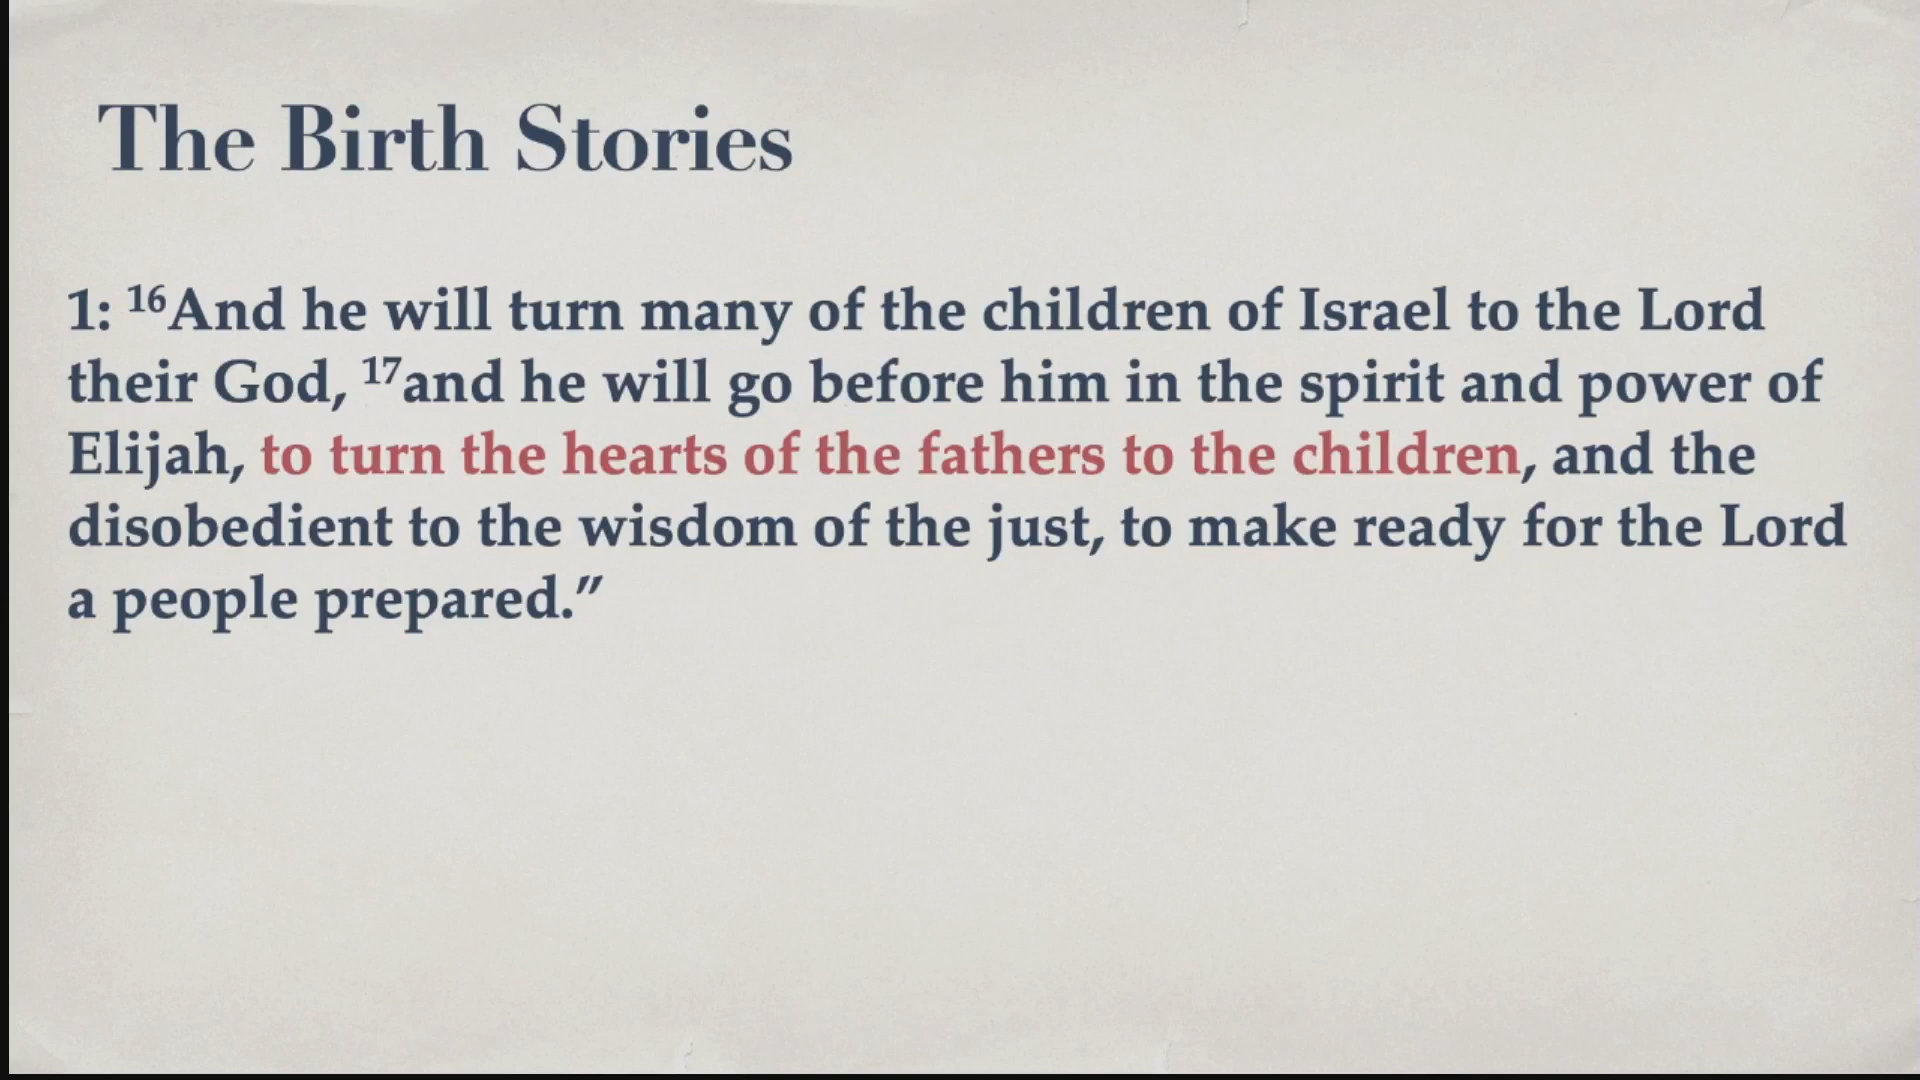 The Birth Stories
1: ¹⁶And he will turn many of the children of Israel to the Lord
their God, ¹⁷and he will go before him in the spirit and power of
Elijah, to turn the hearts of the fathers to the children, and the
disobedient to the wisdom of the just, to make ready for the Lord
a people prepared.”